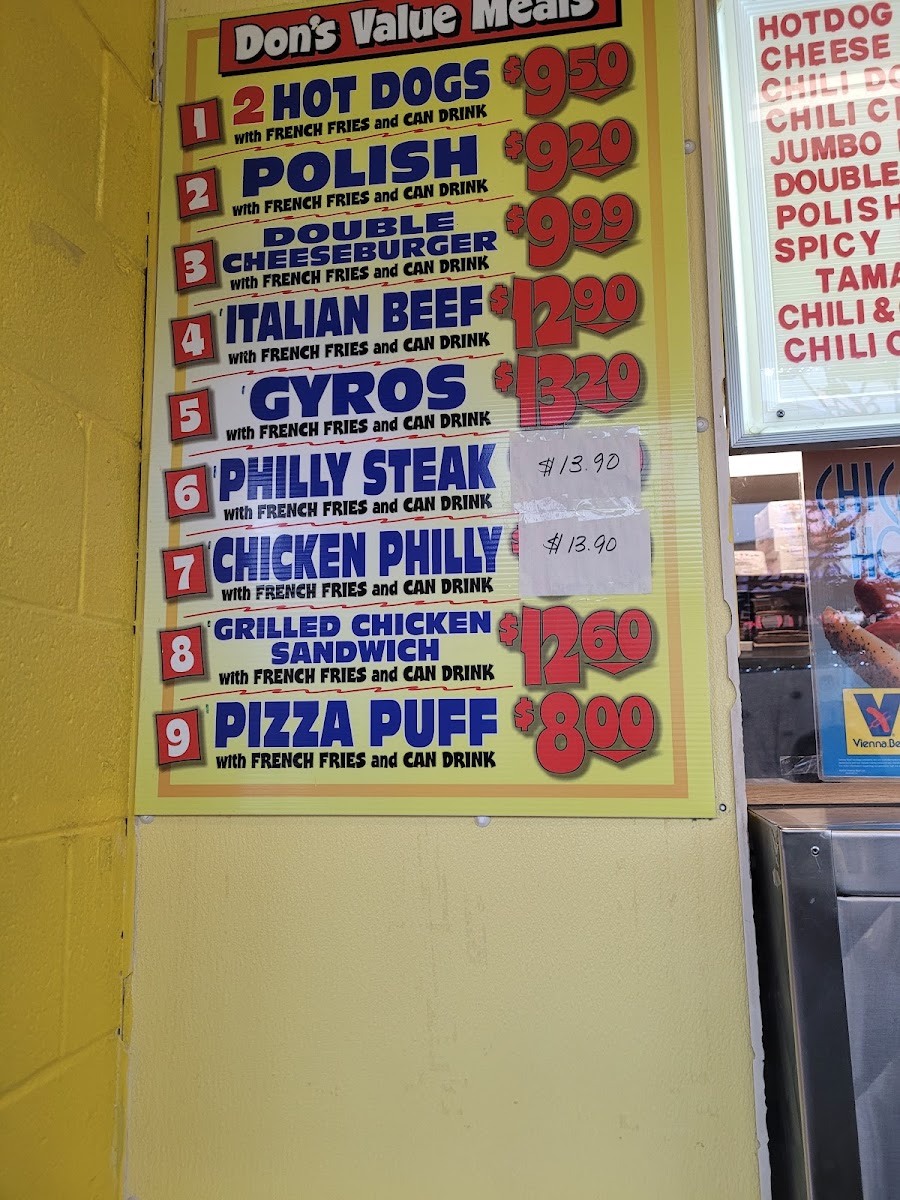 Don's Value Meals
1 2 HOT DOGS $9.50
with FRENCH FRIES and CAN DRINK
2 POLISH $9.20
with FRENCH FRIES and CAN DRINK
3 DOUBLE
CHEESEBURGER $9.99
with FRENCH FRIES and CAN DRINK
4 ITALIAN BEEF $12.90
with FRENCH FRIES and CAN DRINK
5 GYROS $13.20
with FRENCH FRIES and CAN DRINK
6 PHILLY STEAK $13.90
with FRENCH FRIES and CAN DRINK
7 CHICKEN PHILLY $13.90
with FRENCH FRIES and CAN DRINK
8 GRILLED CHICKEN
SANDWICH $12.60
with FRENCH FRIES and CAN DRINK
9 PIZZA PUFF $8.00
with FRENCH FRIES and CAN DRINK
HOTDOG
CHEESE
CHILI
CHILI
JUMBO
DOUBLE
POLISH
SPICY
CHILI &
CHILI
V